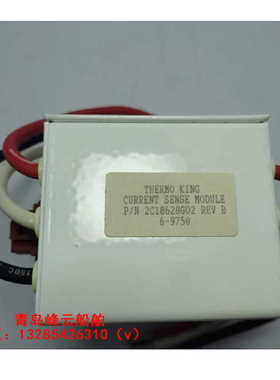 THERMO KING
CURRENT SENSE MODULE
P/N 2C18628G02 REV B
6-9750
青岛峰云船舶
: 13285426310（v）